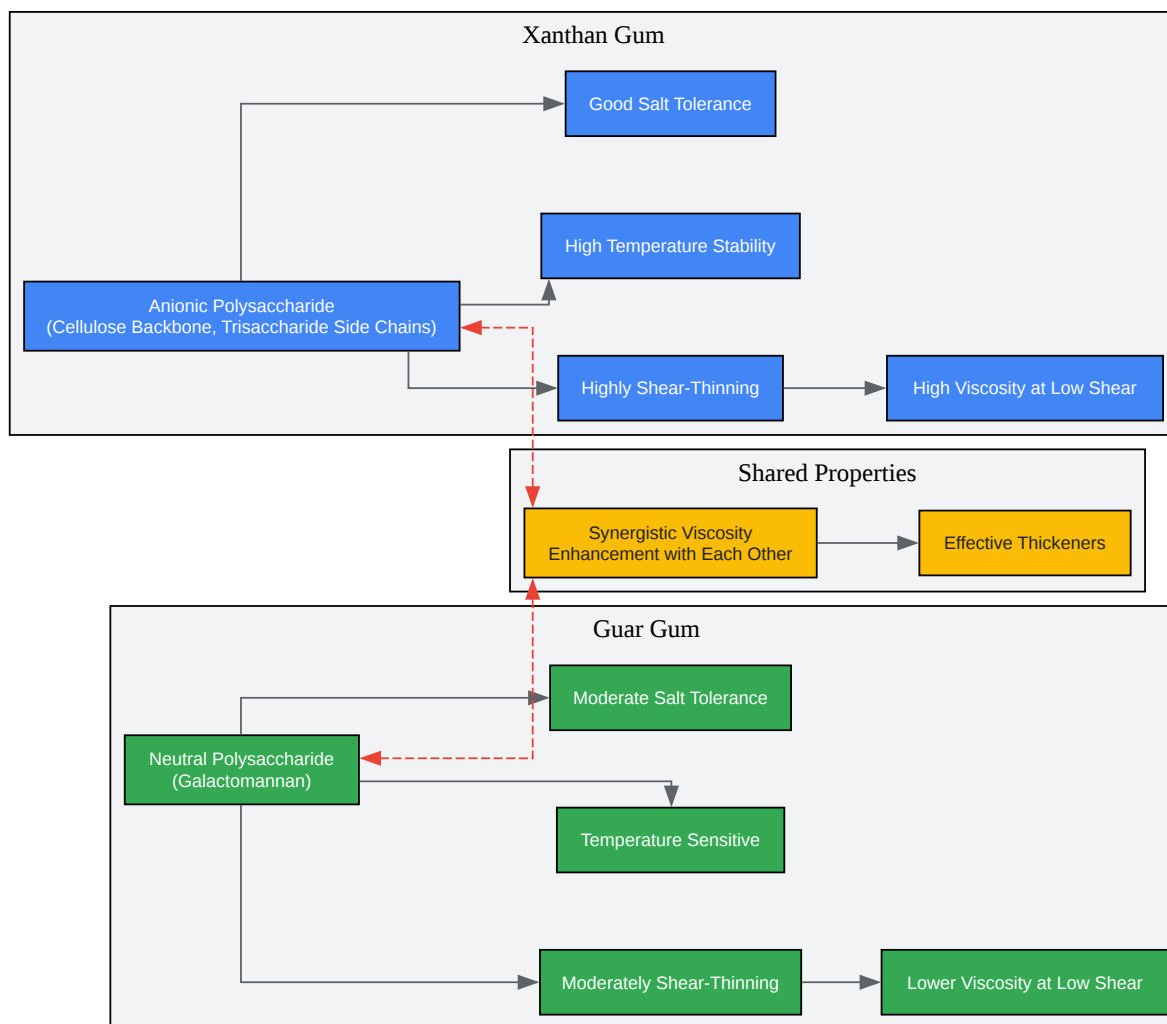 Xanthan Gum
Good Salt Tolerance
High Temperature Stability
Anionic Polysaccharide
(Cellulose Backbone, Trisaccharide Side Chains)
Highly Shear-Thinning
High Viscosity at Low Shear
Shared Properties
Synergistic Viscosity
Enhancement with Each Other
Effective Thickeners
Guar Gum
Moderate Salt Tolerance
Neutral Polysaccharide
(Galactomannan)
Temperature Sensitive
Moderately Shear-Thinning
Lower Viscosity at Low Shear